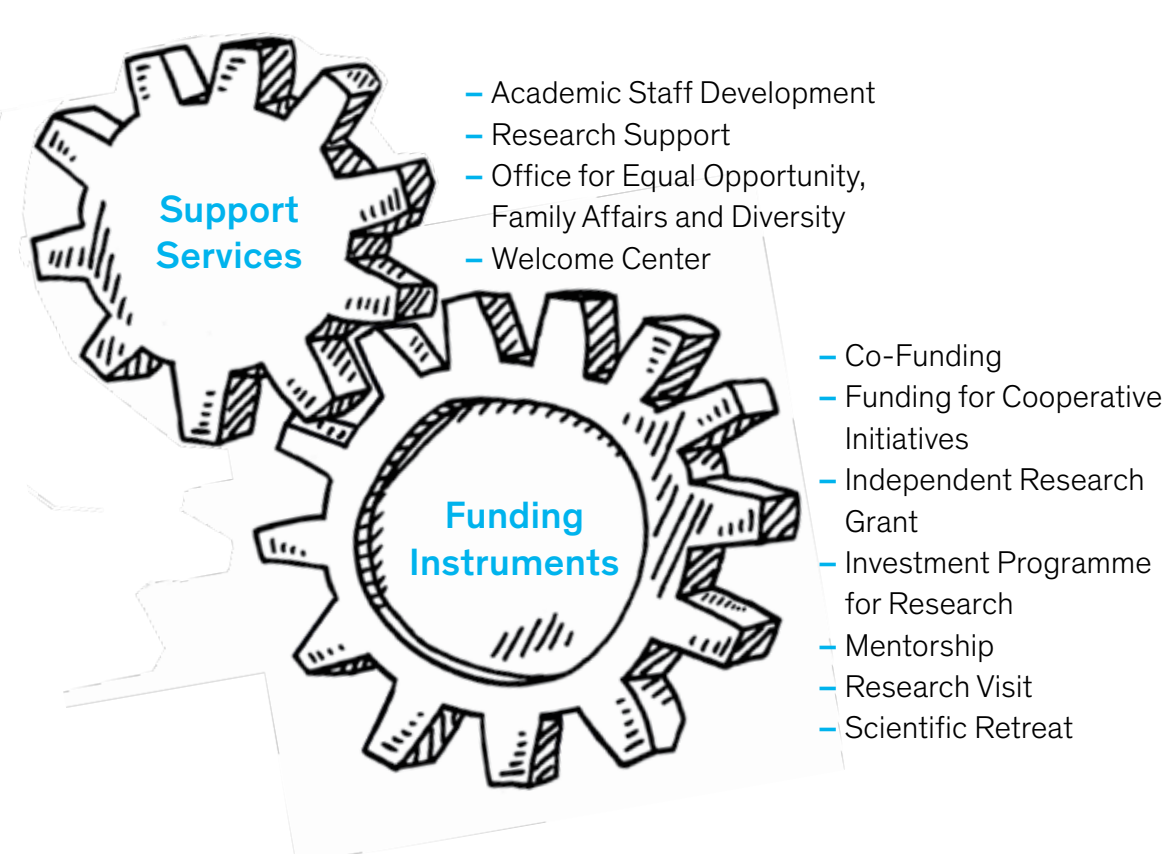 Support
Services
– Academic Staff Development
– Research Support
– Office for Equal Opportunity,
Family Affairs and Diversity
– Welcome Center
Funding
Instruments
– Co-Funding
– Funding for Cooperative
Initiatives
– Independent Research
Grant
– Investment Programme
for Research
– Mentorship
– Research Visit
– Scientific Retreat